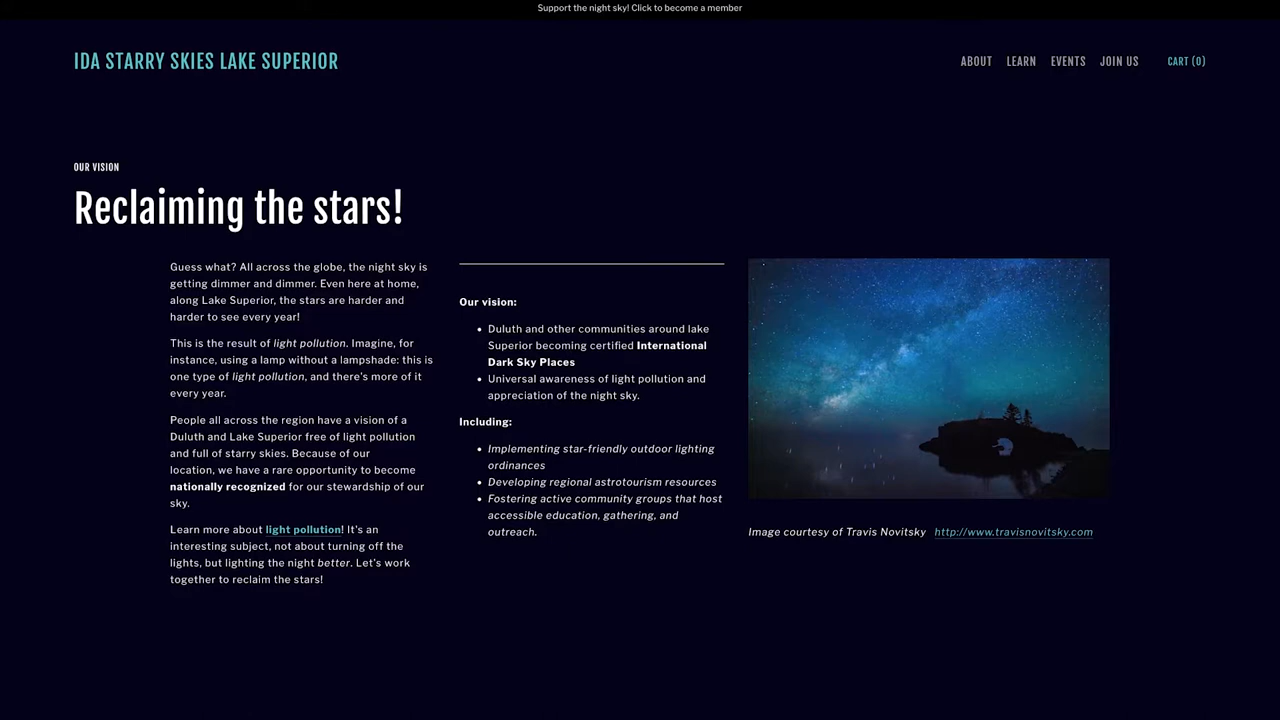 Support the night sky! Click to become a member
IDA STARRY SKIES LAKE SUPERIOR
ABOUT LEARN EVENTS JOIN US CART (0)
OUR VISION
Reclaiming the stars!
Guess what? All across the globe, the night sky is
getting dimmer and dimmer. Even here at home,
along Lake Superior, the stars are harder and
harder to see every year!
This is the result of light pollution. Imagine, for
instance, using a lamp without a lampshade: this is
one type of light pollution, and there's more of it
every year.
People all across the region have a vision of a
Duluth and Lake Superior free of light pollution
and full of starry skies. Because of our
location, we have a rare opportunity to become
nationally recognized for our stewardship of our
sky.
Learn more about light pollution! It's an
interesting subject, not about turning off the
lights, but lighting the night better. Let's work
together to reclaim the stars!
Our vision:
• Duluth and other communities around lake
Superior becoming certified International
Dark Sky Places
• Universal awareness of light pollution and
appreciation of the night sky.
Including:
• Implementing star-friendly outdoor lighting
ordinances
• Developing regional astrotourism resources
• Fostering active community groups that host
accessible education, gathering, and
outreach.
Image courtesy of Travis Novitsky http://www.travisnovitsky.com